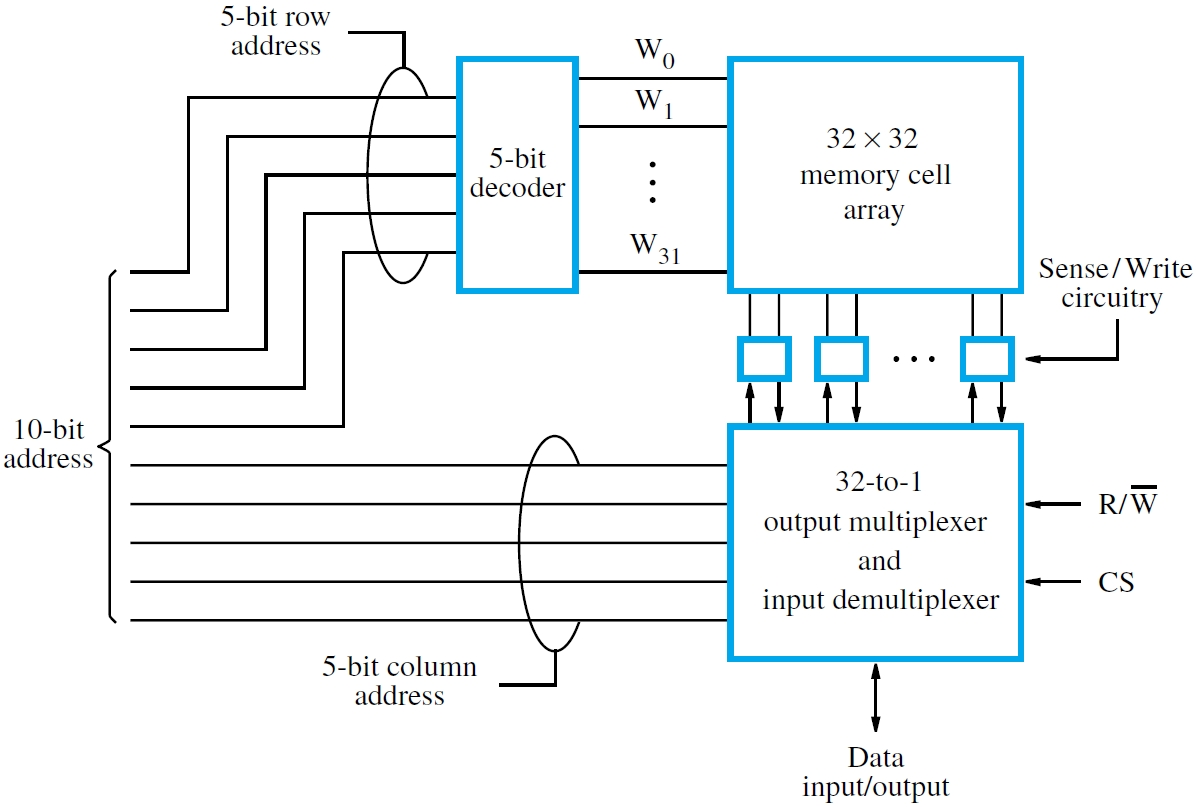 5-bit row
address
W0
W1
5-bit
decoder
32 × 32
memory cell
array
W31
Sense/Write
circuitry
10-bit
address
32-to-1
output multiplexer
and
input demultiplexer
R/W̅
CS
5-bit column
address
Data
input/output